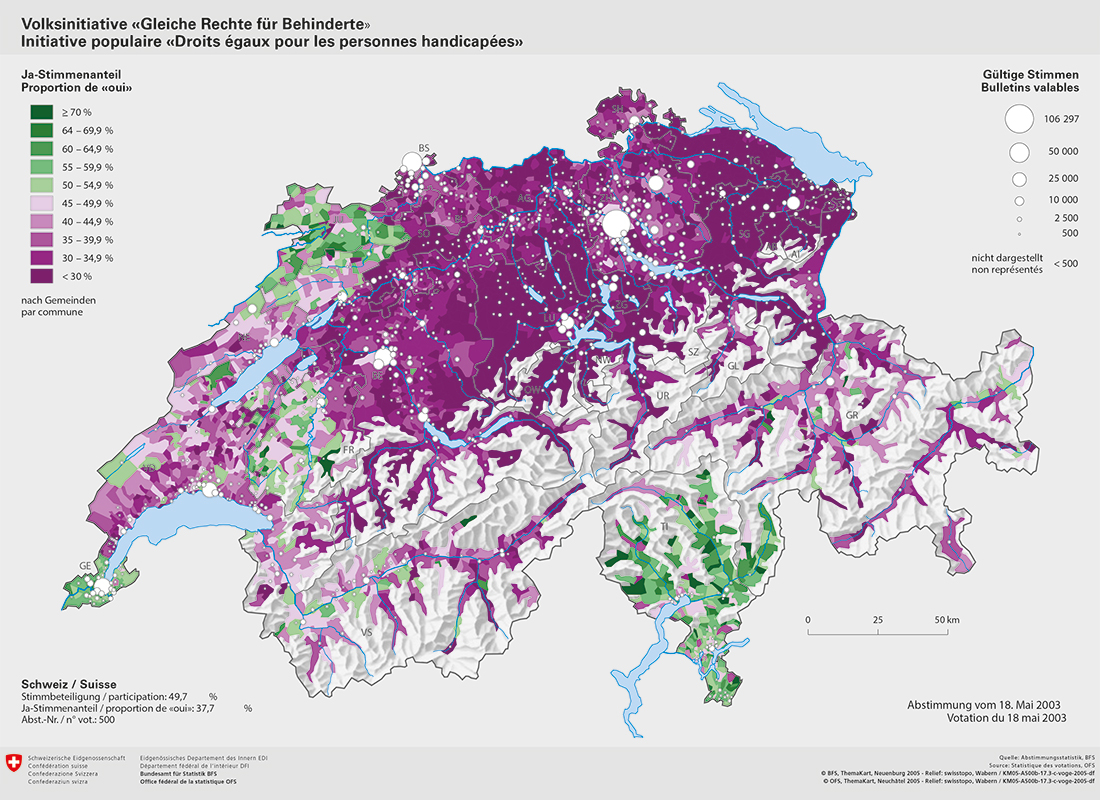 Volksinitiative «Gleiche Rechte für Behinderte»
Initiative populaire «Droits égaux pour les personnes handicapées»
Ja-Stimmenanteil
Proportion de «oui»
≥ 70 %
64 – 69,9 %
60 – 64,9 %
55 – 59,9 %
50 – 54,9 %
45 – 49,9 %
40 – 44,9 %
35 – 39,9 %
30 – 34,9 %
< 30 %
nach Gemeinden
par commune
Gültige Stimmen
Bulletins valables
106 297
50 000
25 000
10 000
2 500
500
nicht dargestellt
non représentés
< 500
SH
BS
TG
AG
SO
SG
AI
ZG
LU
NW
OW
SZ
GL
UR
BE
FR
GR
VD
TI
GE
VS
0 25 50 km
Schweiz / Suisse
Stimmbeteiligung / participation: 49,7 %
Ja-Stimmenanteil / proportion de «oui»: 37,7 %
Abst.-Nr. / n° vot.: 500
Abstimmung vom 18. Mai 2003
Votation du 18 mai 2003
Schweizerische Eidgenossenschaft
Confédération suisse
Confederazione Svizzera
Confederaziun svizra
Eidgenössisches Departement des Innern EDI
Département fédéral de l'intérieur DFI
Bundesamt für Statistik BFS
Office fédéral de la statistique OFS
Quelle: Abstimmungsstatistik, BFS
Source: Statistique des votations, OFS
© BFS, ThemaKart, Neuenburg 2005 - Relief: swisstopo, Wabern / KM05-A500b-17.3-c-voge-2005-df
© OFS, ThemaKart, Neuchâtel 2005 - Relief: swisstopo, Wabern / KM05-A500b-17.3-c-voge-2005-df